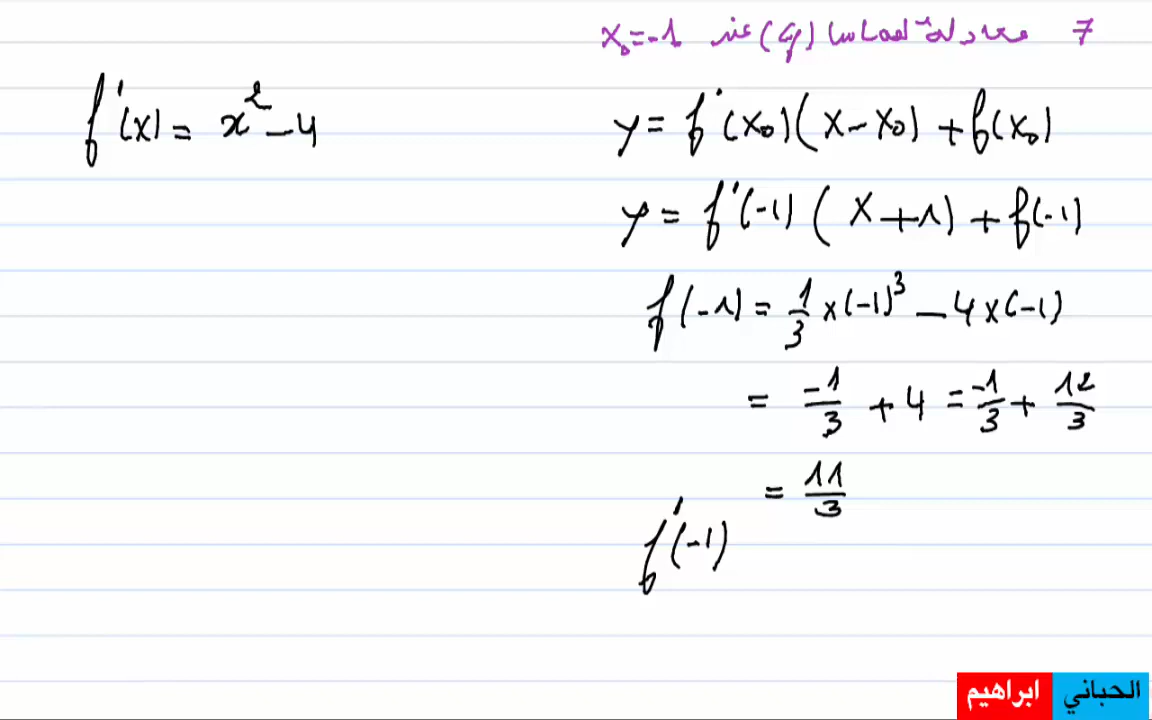 7 معادلة المماس (Cf) عند x₀=-1
f'(x) = x² - 4
y = f'(x₀)(x - x₀) + f(x₀)
y = f'(-1) (x + 1) + f(-1)
f(-1) = 1/3 × (-1)³ - 4 × (-1)
= -1/3 + 4 = -1/3 + 12/3
= 11/3
f'(-1)
الحباني ابراهيم